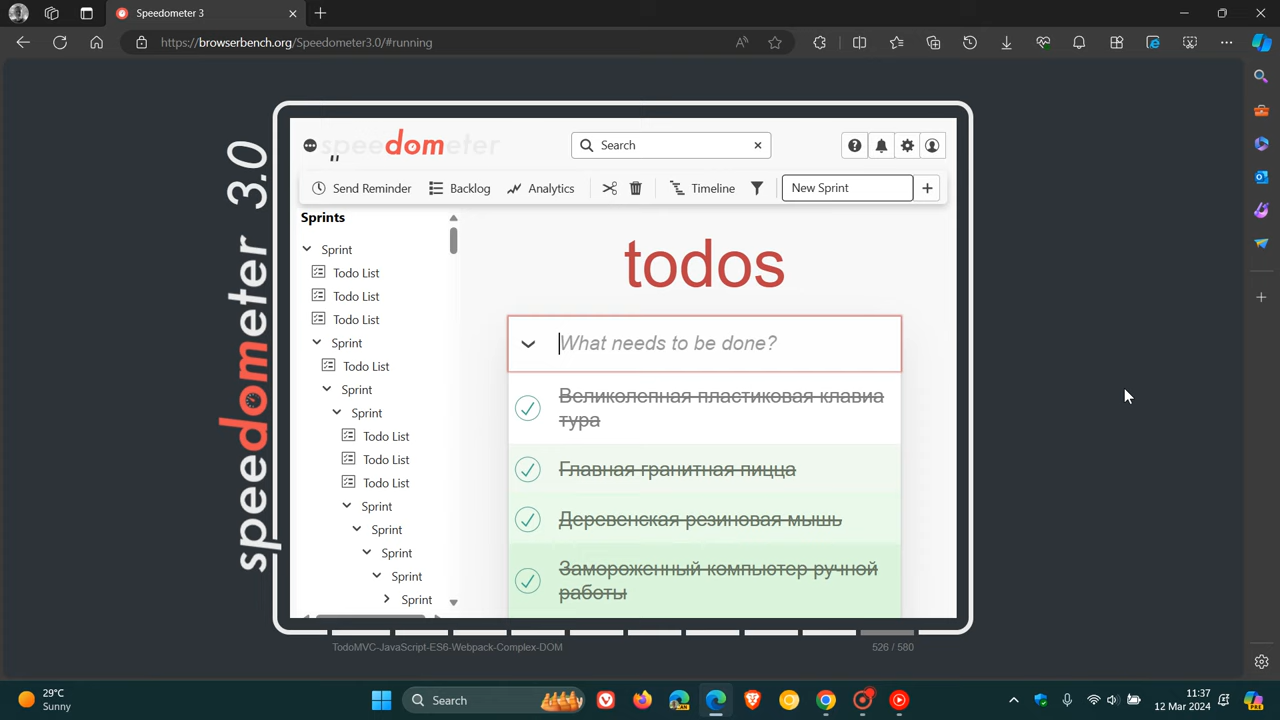 Speedometer 3
https://browserbench.org/Speedometer3.0/#running
speedometer 3.0
speedometer
Search
Send Reminder
Backlog
Analytics
Timeline
New Sprint
Sprints
Sprint
Todo List
Todo List
Todo List
Sprint
Todo List
Sprint
Sprint
Todo List
Todo List
Todo List
Sprint
Sprint
Sprint
Sprint
Sprint
todos
What needs to be done?
Великолепная пластиковая клавиа
тура
Главная гранитная пицца
Деревенская резиновая мышь
Замороженный компьютер ручной
работы
TodoMVC-JavaScript-ES6-Webpack-Complex-DOM
526 / 580
29°C
Sunny
Search
11:37
12 Mar 2024